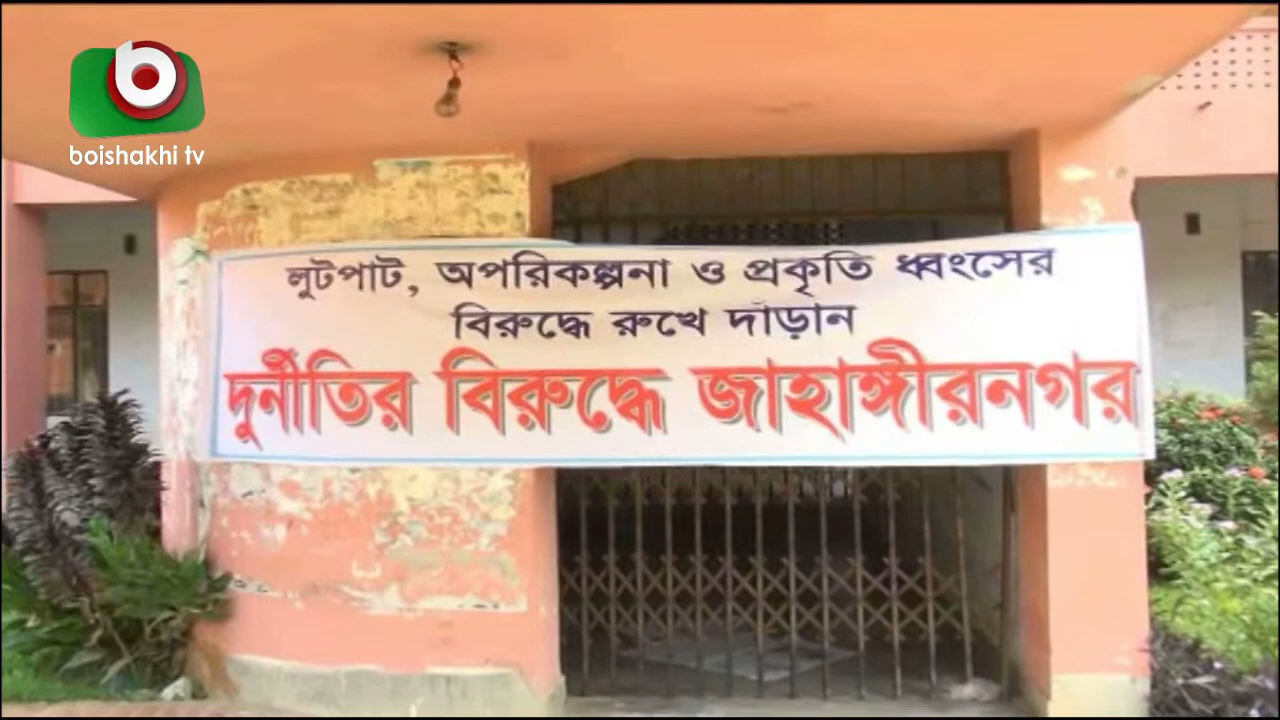 boishakhi tv
লুটপাট, অপরিকল্পনা ও প্রকৃতি ধ্বংসের
বিরুদ্ধে রুখে দাঁড়ান
দুর্নীতির বিরুদ্ধে জাহাঙ্গীরনগর